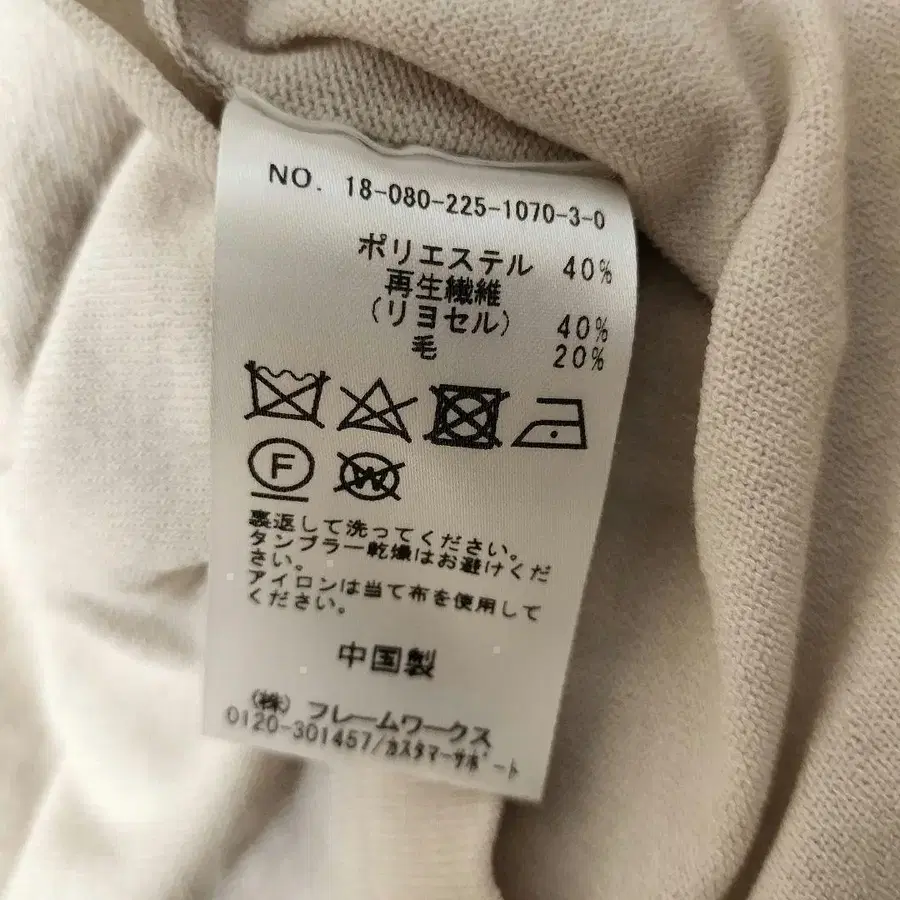 NO. 18-080-225-1070-3-0
ポリエステル 40%
再生繊維
(リヨセル) 40%
毛 20%
F W
裏返して洗ってください。
タンブラー乾燥はお避けくだ
さい。
アイロンは当て布を使用して
ください。
中国製
(株) フレームワークス
0120-301457/カスタマーサポート